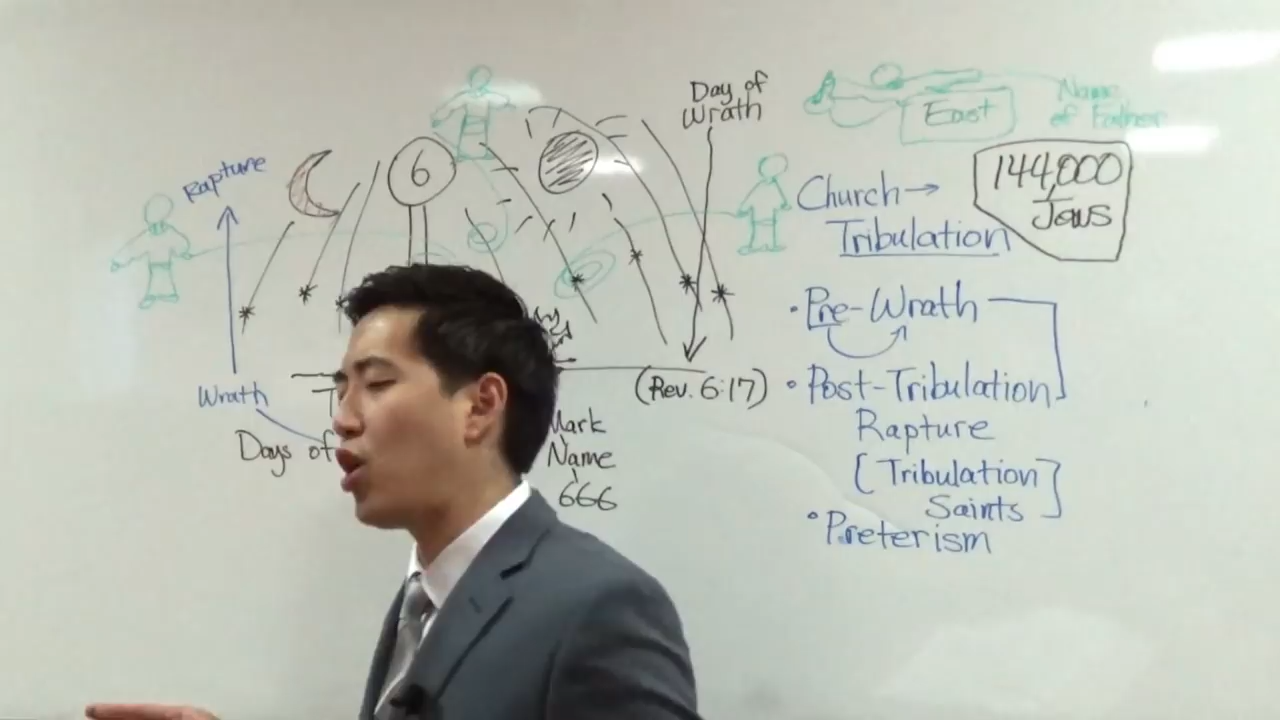 Rapture
6
Day of
Wrath
East
Name
of Father
144,000
Jews
Church →
Tribulation
Wrath
Days of
(Rev. 6:17)
Mark
Name
666
• Pre-Wrath
• Post-Tribulation
Rapture
[Tribulation
Saints]
• Preterism